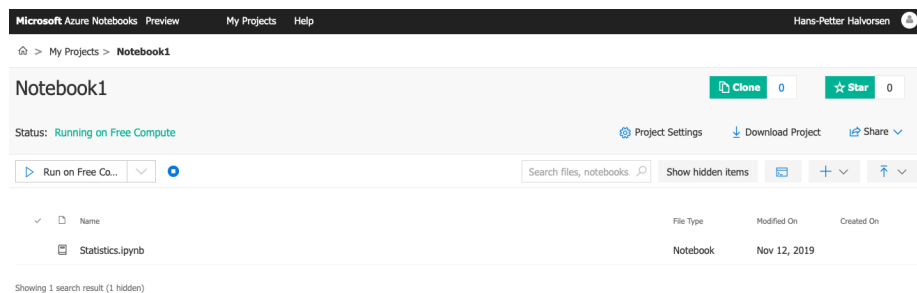 Microsoft Azure Notebooks Preview My Projects Help Hans-Petter Halvorsen
> My Projects > Notebook1
Notebook1 Clone 0 Star 0
Status: Running on Free Compute Project Settings Download Project Share
Run on Free Co... Search files, notebooks Show hidden items
Name File Type Modified On Created On
Statistics.ipynb Notebook Nov 12, 2019
Showing 1 search result (1 hidden)